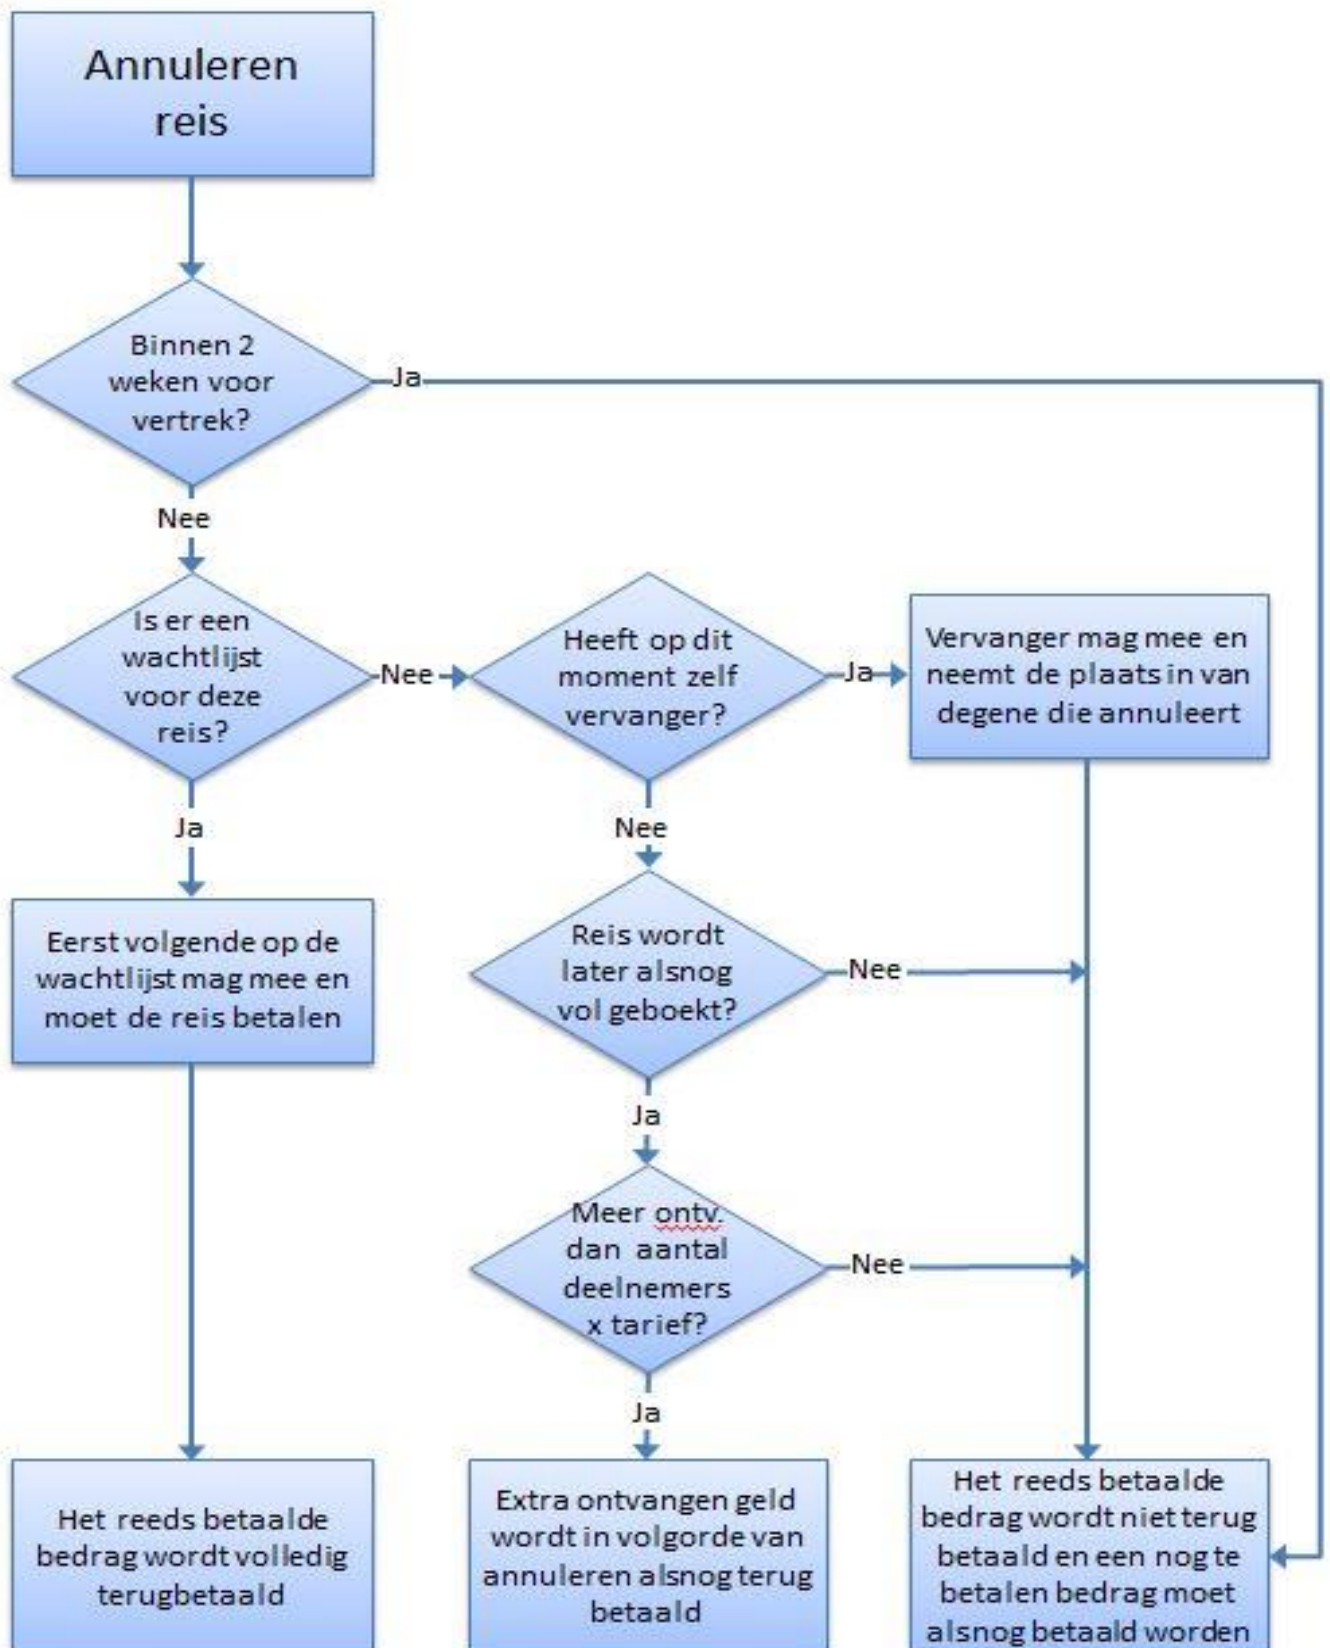 Annuleren
reis
Binnen 2
weken voor
vertrek?
Ja
Nee
Is er een
wachtlijst
voor deze
reis?
Nee
Heeft op dit
moment zelf
vervanger?
Ja
Vervanger mag mee en
neemt de plaats in van
degene die annuleert
Ja
Nee
Eerst volgende op de
wachtlijst mag mee en
moet de reis betalen
Reis wordt
later alsnog
vol geboekt?
Nee
Ja
Meer ontv.
dan aantal
deelnemers
x tarief?
Nee
Ja
Het reeds betaalde
bedrag wordt volledig
terugbetaald
Extra ontvangen geld
wordt in volgorde van
annuleren alsnog terug
betaald
Het reeds betaalde
bedrag wordt niet terug
betaald en een nog te
betalen bedrag moet
alsnog betaald worden